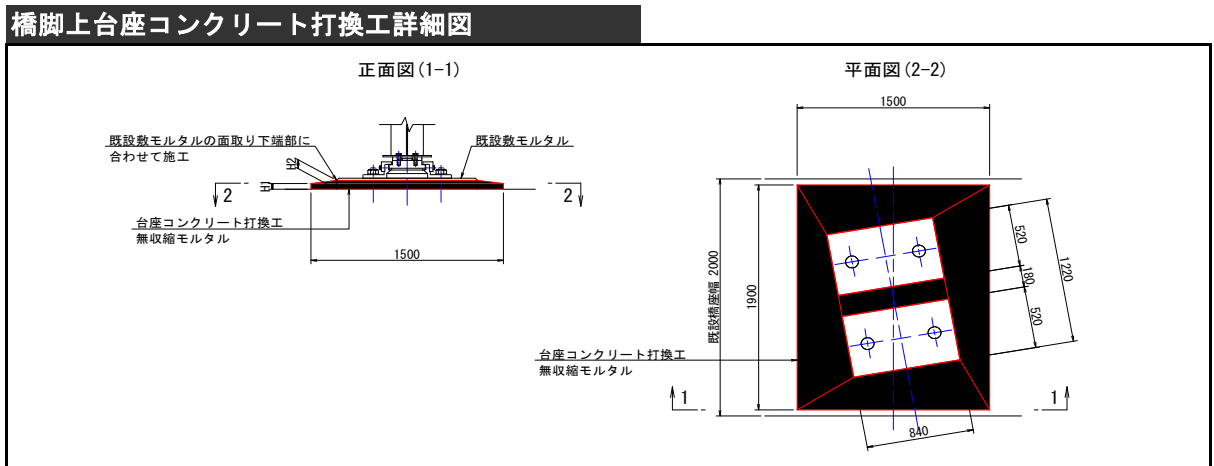 橋脚上台座コンクリート打換工詳細図
正面図(1-1)
既設敷モルタルの面取り下端部に
合わせて施工
既設敷モルタル
H2
H1
2
2
台座コンクリート打換工
無収縮モルタル
1500
平面図(2-2)
1500
既設橋座幅 2000
1900
520
180
520
1220
台座コンクリート打換工
無収縮モルタル
1
1
840